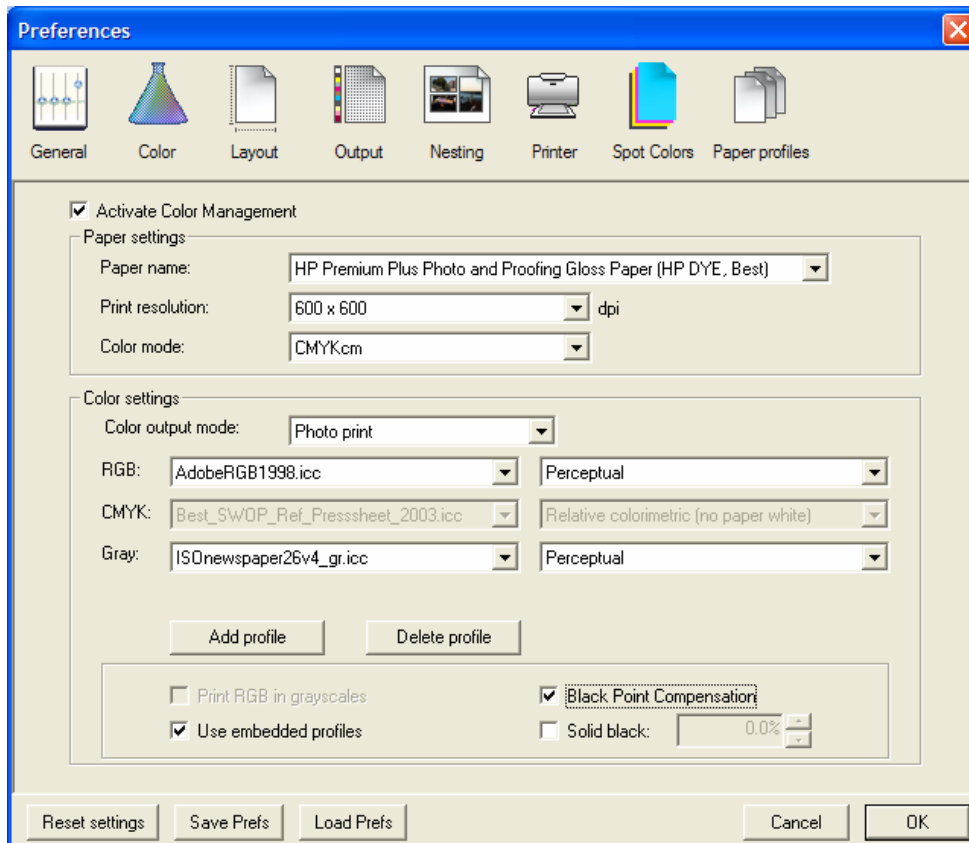 Preferences
General Color Layout Output Nesting Printer Spot Colors Paper profiles
Activate Color Management
Paper settings
Paper name: HP Premium Plus Photo and Proofing Gloss Paper (HP DYE, Best)
Print resolution: 600 x 600 dpi
Color mode: CMYKcm
Color settings
Color output mode: Photo print
RGB: AdobeRGB1998.icc Perceptual
CMYK: Best_SWOP_Ref_Presssheet_2003.icc Relative colorimetric (no paper white)
Gray: ISOnewspaper26v4_gr.icc Perceptual
Add profile Delete profile
Print RGB in grayscales Black Point Compensation
Use embedded profiles Solid black: 0.0%
Reset settings Save Prefs Load Prefs Cancel OK